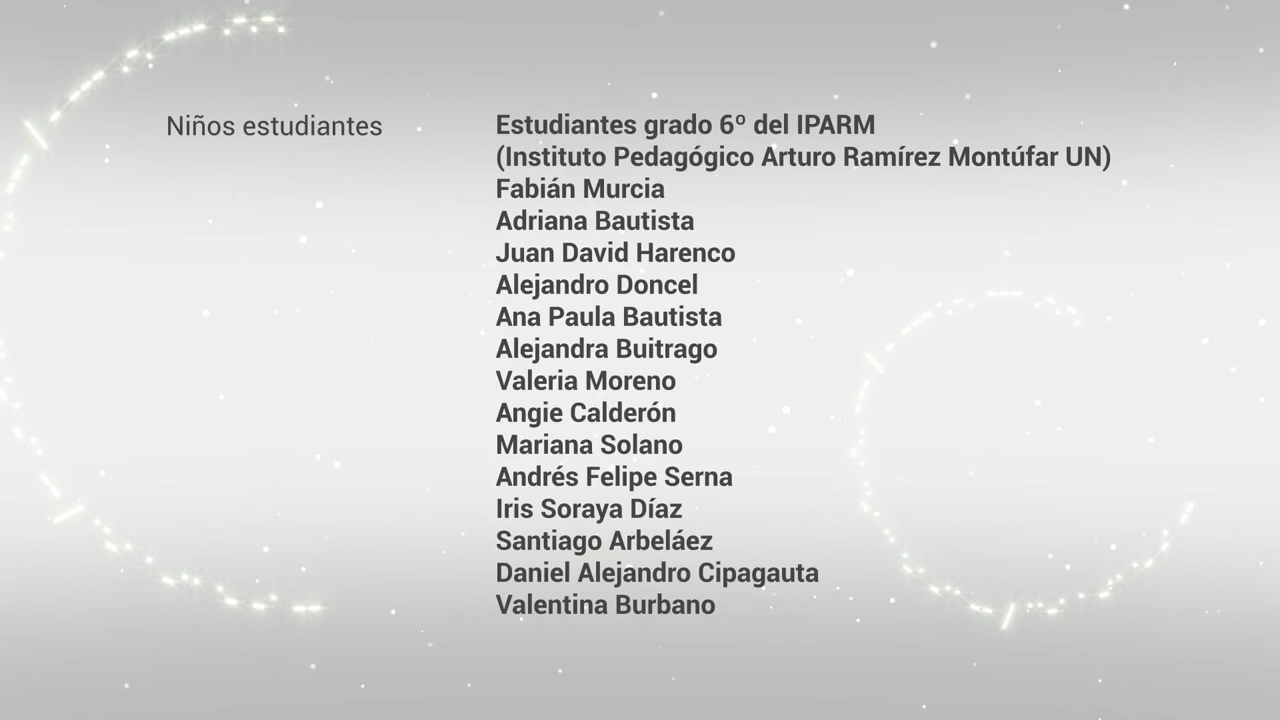 Niños estudiantes
Estudiantes grado 6º del IPARM
(Instituto Pedagógico Arturo Ramírez Montúfar UN)
Fabián Murcia
Adriana Bautista
Juan David Harenco
Alejandro Doncel
Ana Paula Bautista
Alejandra Buitrago
Valeria Moreno
Angie Calderón
Mariana Solano
Andrés Felipe Serna
Iris Soraya Díaz
Santiago Arbeláez
Daniel Alejandro Cipagauta
Valentina Burbano